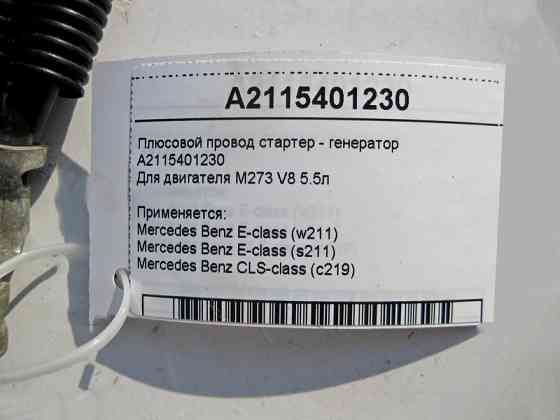 A2115401230
Плюсовой провод стартер - генератор
A2115401230
Для двигателя M273 V8 5.5л
Применяется:
Mercedes Benz E-class (w211)
Mercedes Benz E-class (s211)
Mercedes Benz CLS-class (c219)